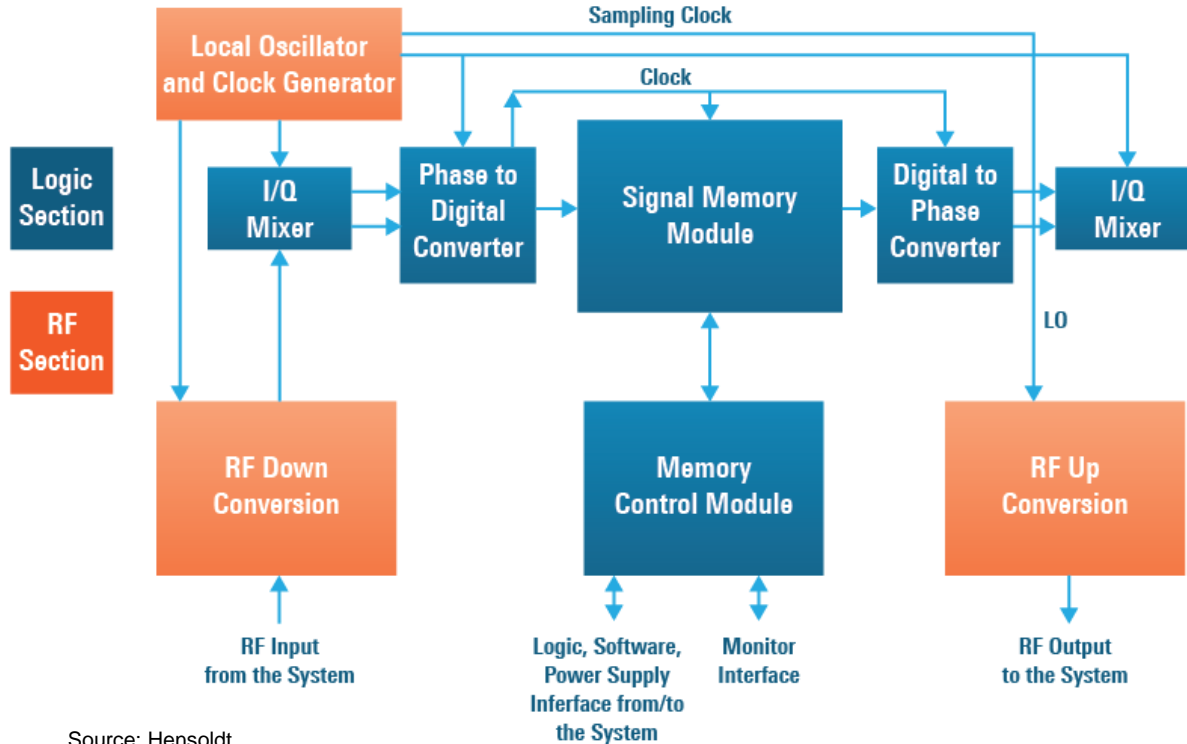 Sampling Clock
Local Oscillator
and Clock Generator
Clock
Logic
Section
I/Q
Mixer
Phase to
Digital
Converter
Signal Memory
Module
Digital to
Phase
Converter
I/Q
Mixer
RF
Section
LO
RF Down
Conversion
Memory
Control Module
RF Up
Conversion
RF Input
from the System
Logic, Software,
Power Supply
Inferface from/to
the System
Monitor
Interface
RF Output
to the System
Source: Hensoldt